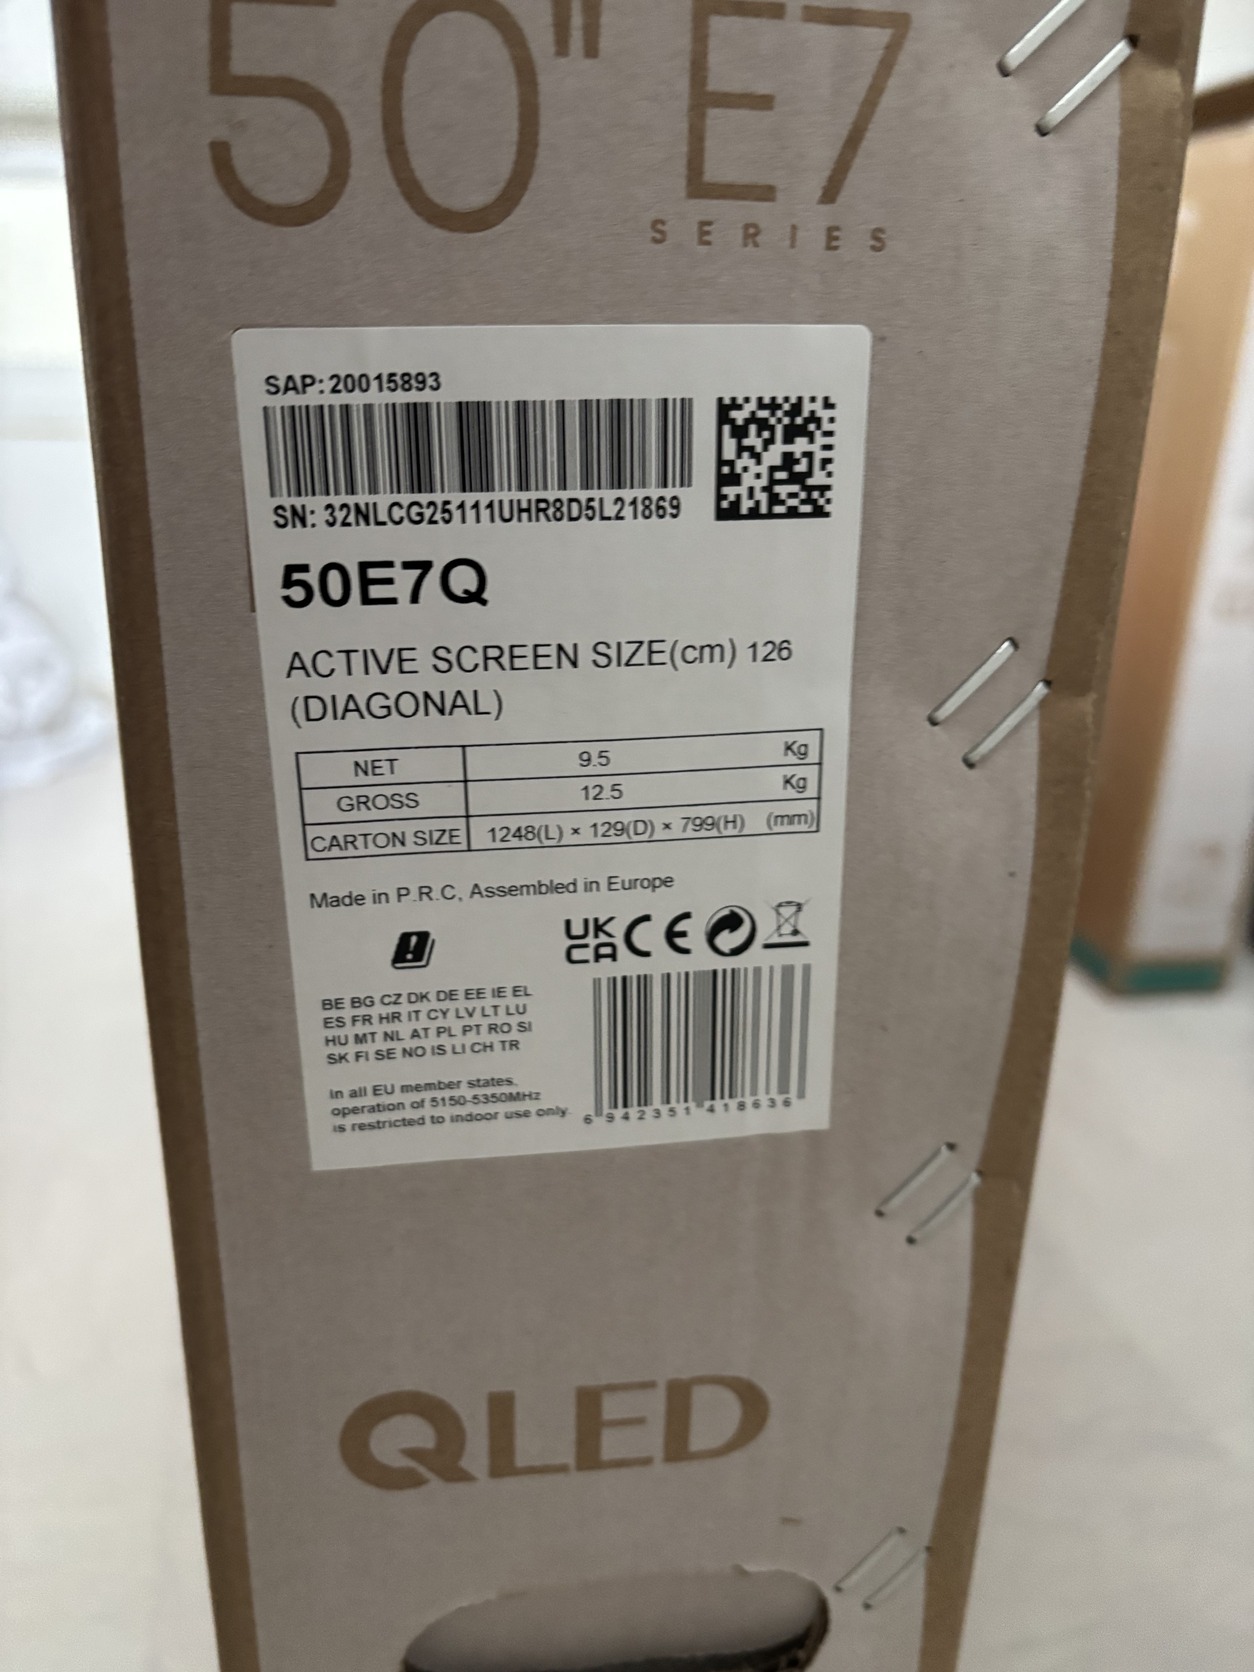 50" E7
SERIES
SAP: 20015893
SN: 32NLCG25111UHR8D5L21869
50E7Q
ACTIVE SCREEN SIZE(cm) 126
(DIAGONAL)
NET 9.5 Kg
GROSS 12.5 Kg
CARTON SIZE 1248(L) × 129(D) × 799(H) (mm)
Made in P.R.C, Assembled in Europe
UK
CA CE
BE BG CZ DK DE EE IE EL
ES FR HR IT CY LV LT LU
HU MT NL AT PL PT RO SI
SK FI SE NO IS LI CH TR
In all EU member states,
operation of 5150-5350MHz
is restricted to indoor use only.
6 942351 418636
QLED